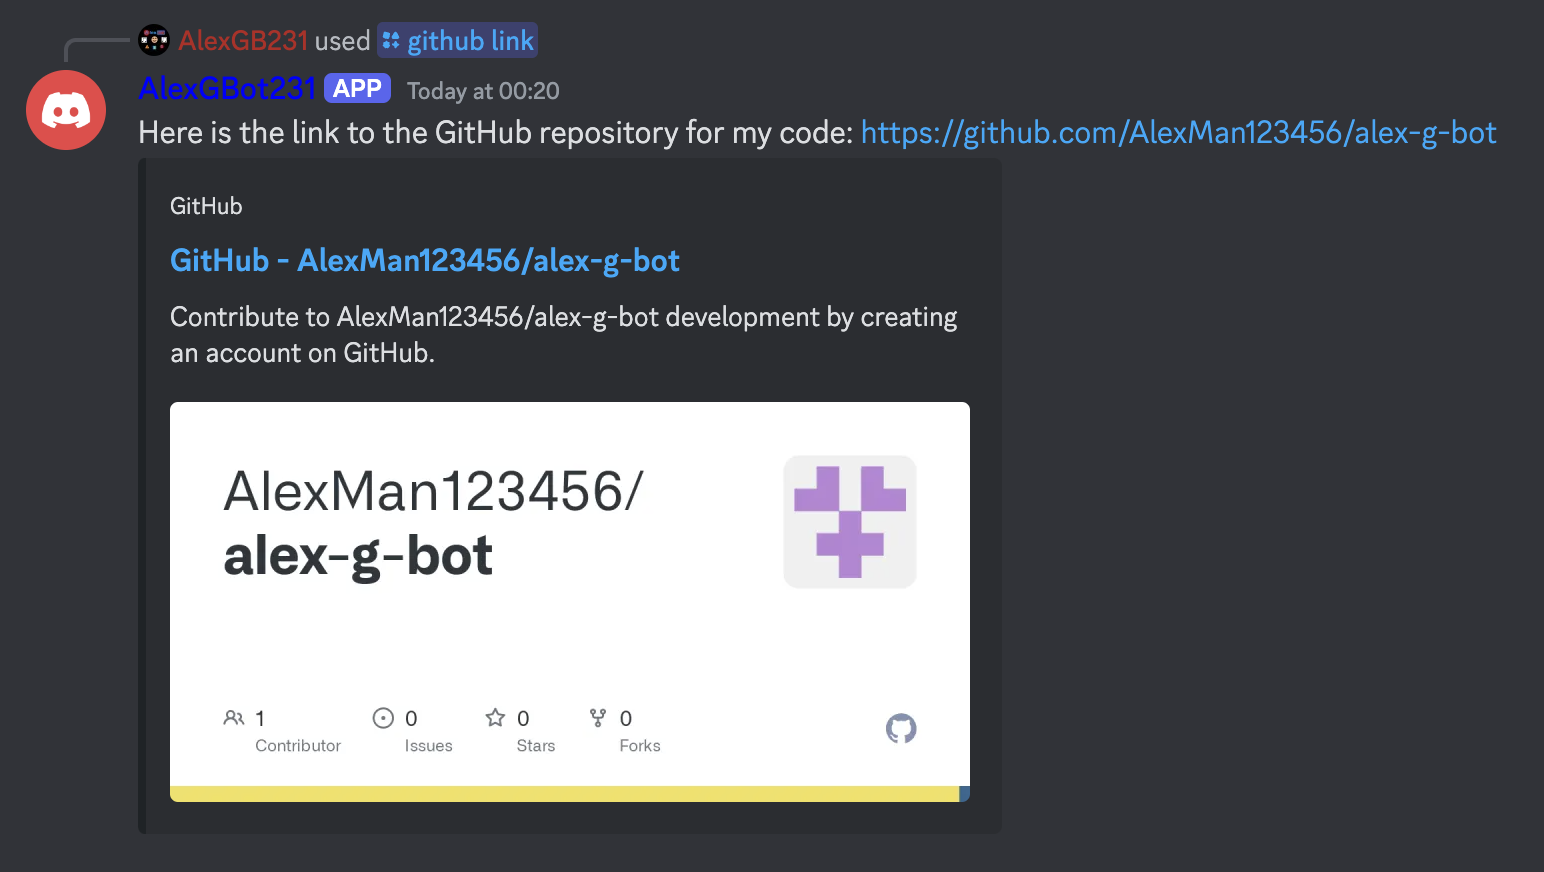 AlexGB231 used github link
AlexGBot231 APP Today at 00:20
Here is the link to the GitHub repository for my code: https://github.com/AlexMan123456/alex-g-bot
GitHub
GitHub - AlexMan123456/alex-g-bot
Contribute to AlexMan123456/alex-g-bot development by creating
an account on GitHub.
AlexMan123456/
alex-g-bot
1 0 0 0
Contributor Issues Stars Forks